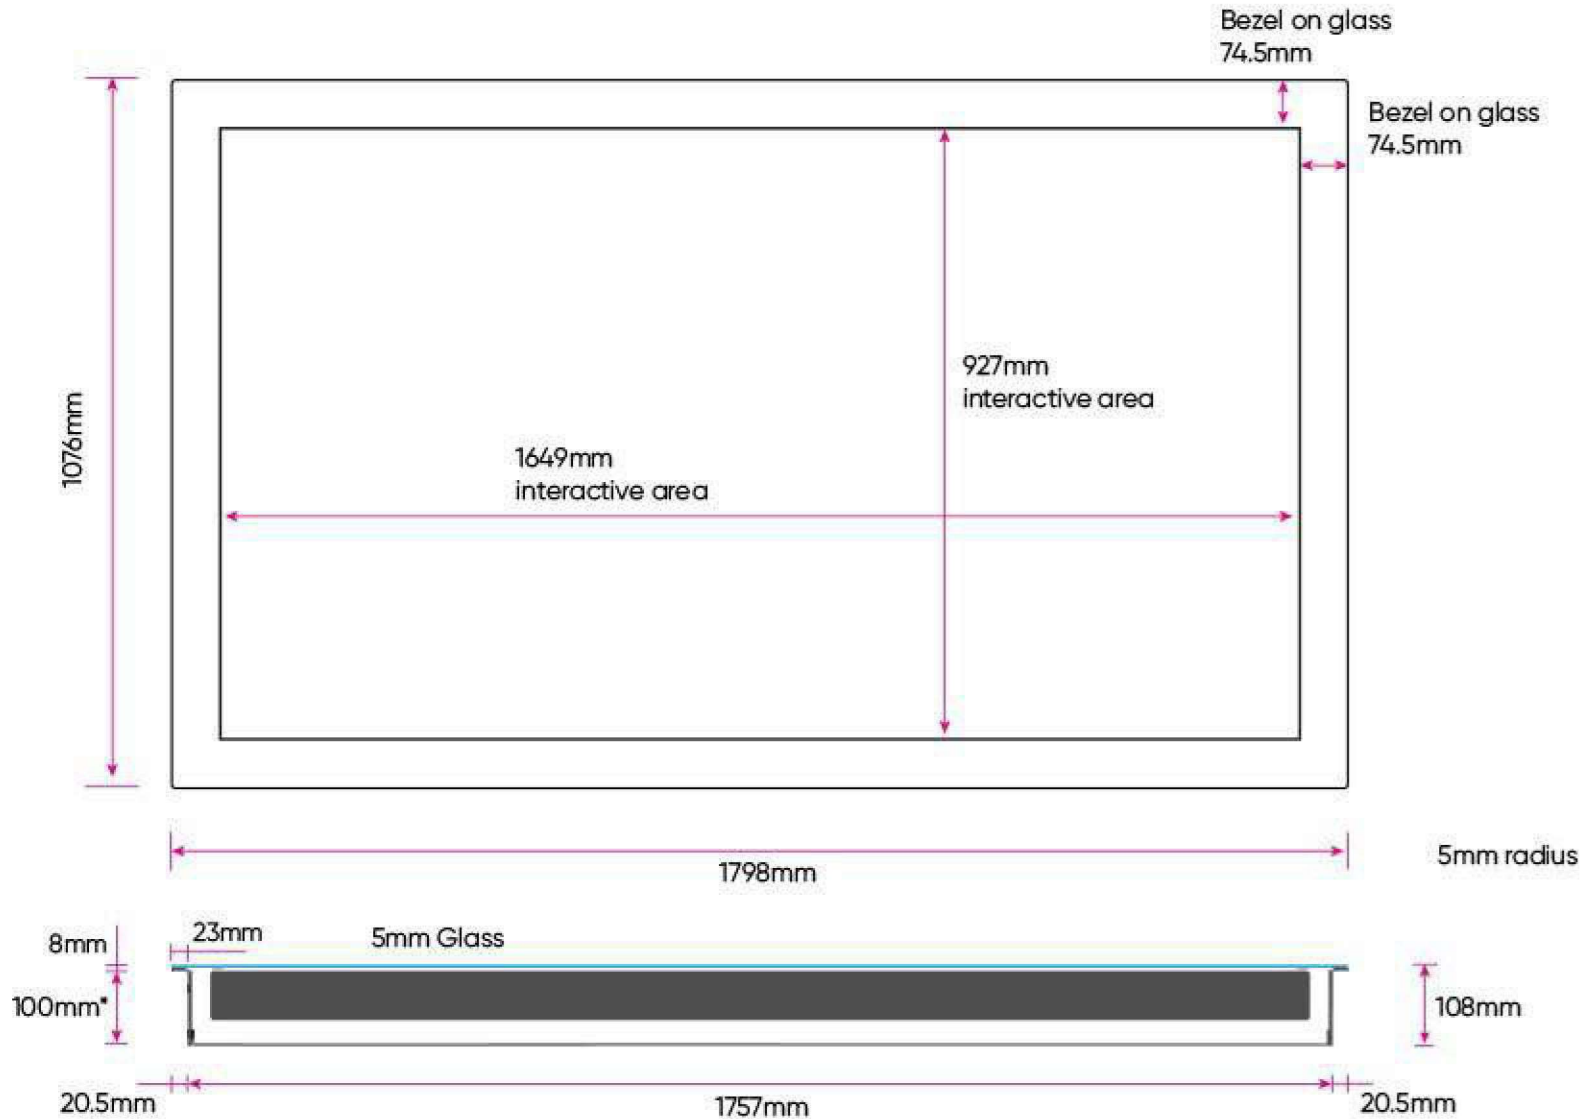 Bezel on glass
74.5mm
Bezel on glass
74.5mm
1076mm
927mm
interactive area
1649mm
interactive area
1798mm
5mm radius
8mm
23mm
5mm Glass
100mm*
108mm
20.5mm
1757mm
20.5mm